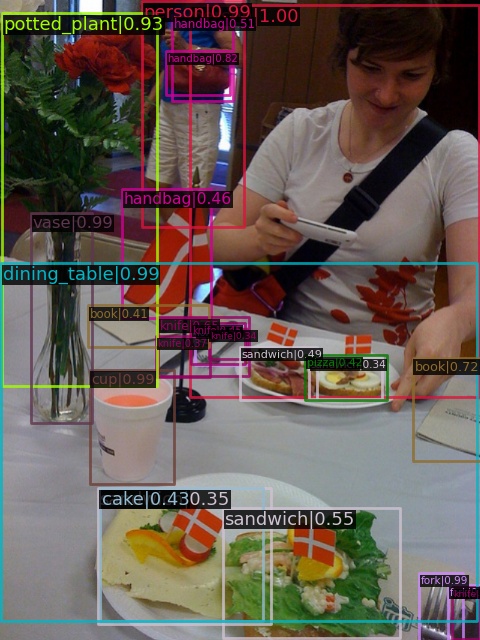 person|0.99
1.00
potted_plant|0.93
handbag|0.51
handbag|0.82
handbag|0.46
vase|0.99
dining_table|0.99
book|0.41
knife|0.34
sandwich|0.49
pizza|0.42
0.34
book|0.72
cup|0.99
cake|0.43
0.35
sandwich|0.55
fork|0.99
knife